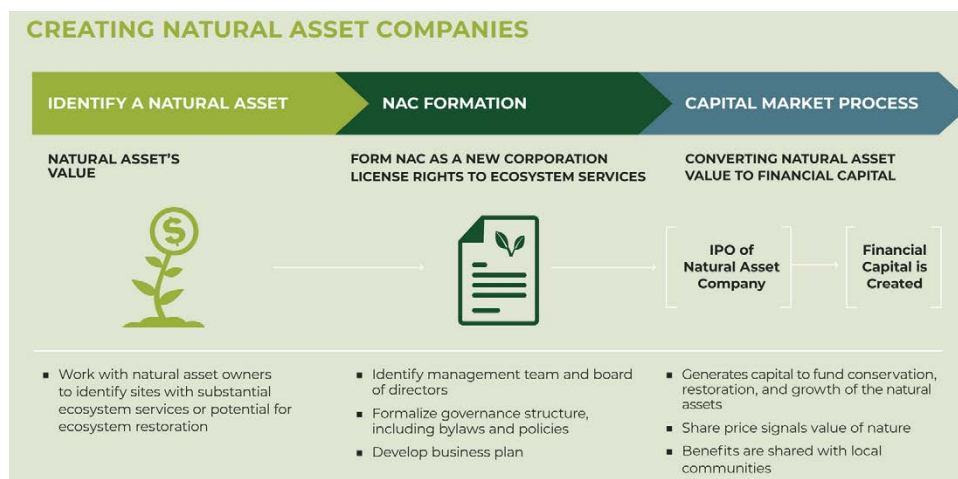 CREATING NATURAL ASSET COMPANIES
IDENTIFY A NATURAL ASSET
NATURAL ASSET'S
VALUE
$
▪ Work with natural asset owners
to identify sites with substantial
ecosystem services or potential for
ecosystem restoration
NAC FORMATION
FORM NAC AS A NEW CORPORATION
LICENSE RIGHTS TO ECOSYSTEM SERVICES
▪ Identify management team and board
of directors
▪ Formalize governance structure,
including bylaws and policies
▪ Develop business plan
CAPITAL MARKET PROCESS
CONVERTING NATURAL ASSET
VALUE TO FINANCIAL CAPITAL
IPO of
Natural Asset
Company
Financial
Capital is
Created
▪ Generates capital to fund conservation,
restoration, and growth of the natural
assets
▪ Share price signals value of nature
▪ Benefits are shared with local
communities